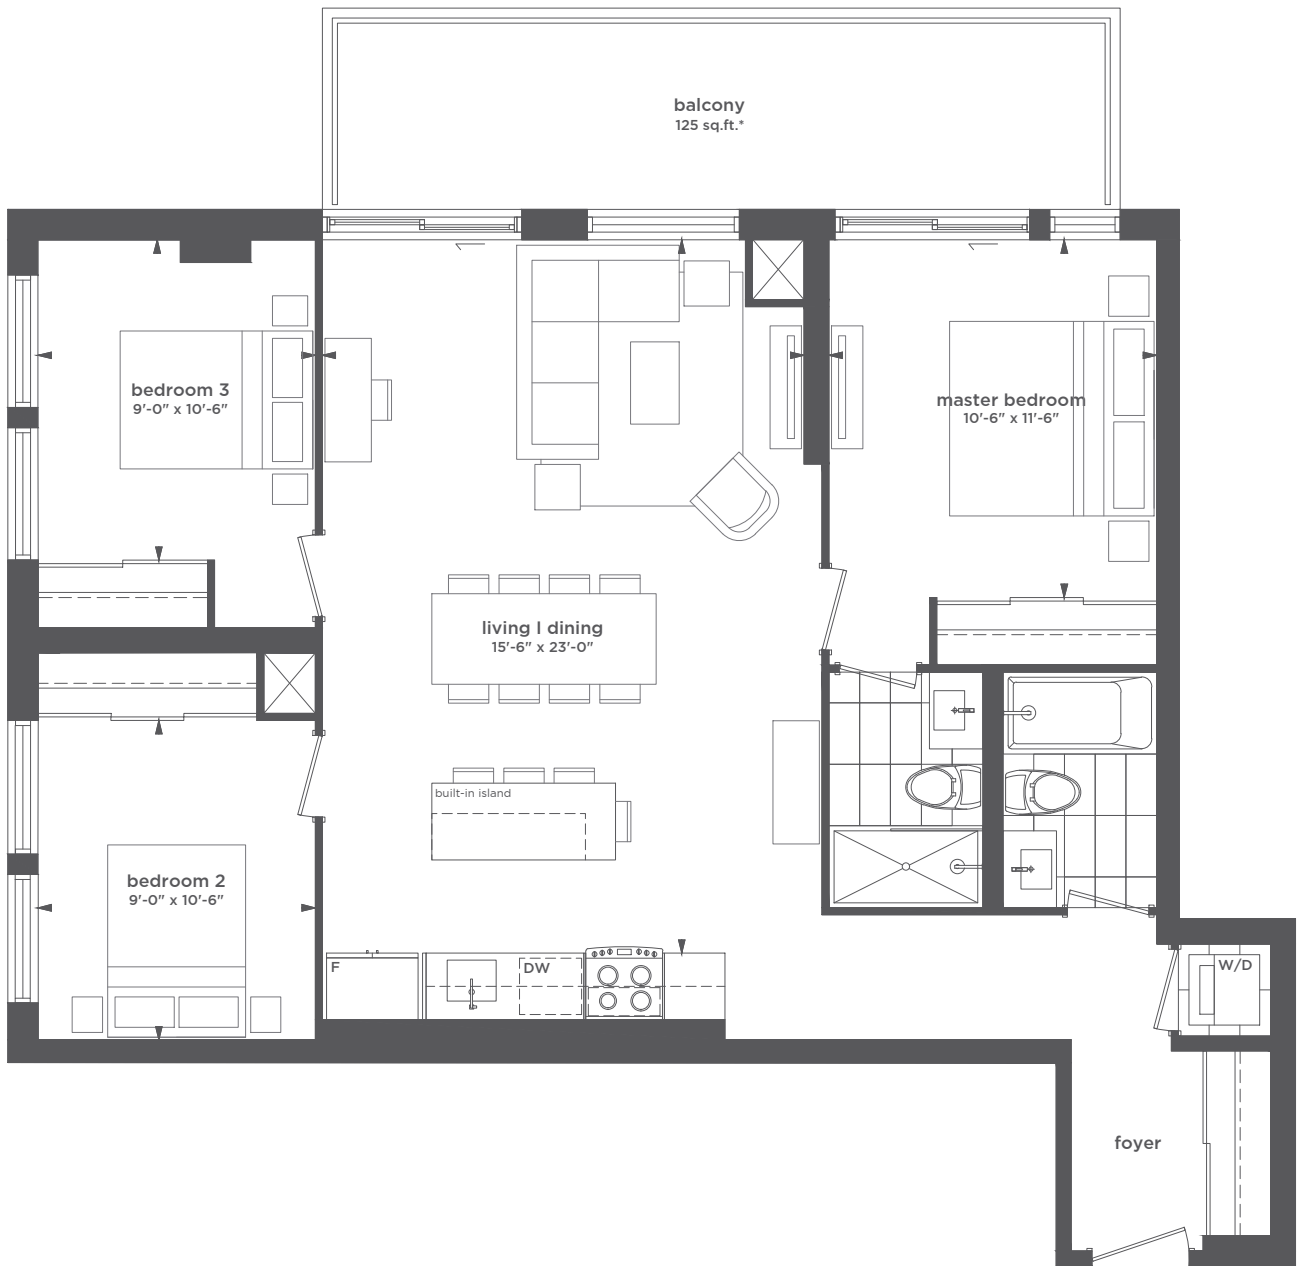 balcony
125 sq.ft.*
bedroom 3
9'-0" x 10'-6"
master bedroom
10'-6" x 11'-6"
living | dining
15'-6" x 23'-0"
built-in island
bedroom 2
9'-0" x 10'-6"
F
DW
W/D
foyer